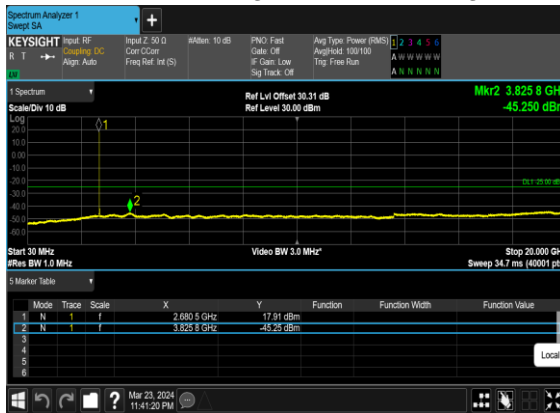 Spectrum Analyzer 1
Swept SA
+
KEYSIGHT Input: RF Input Z: 50 Ω #Atten: 10 dB PNO: Fast Avg Type: Power (RMS) 1 2 3 4 5 6
R T Coupling: DC Corr CCorr Gate: Off Avg|Hold: 100/100 A W W W W W
Align: Auto Freq Ref: Int (S) IF Gain: Low Trig: Free Run
Sig Track: Off A N N N N N
1 Spectrum
Ref Lvl Offset 30.31 dB Mkr2 3.825 8 GH
Scale/Div 10 dB Ref Level 30.00 dBm -45.250 dB
Log
20.0
10.0
0.00
-10.0
-20.0
-30.0
-40.0
-50.0
-60.0
1
2
DL1 -25.00 dB
Start 30 MHz Video BW 3.0 MHz* Stop 20.000 GH
#Res BW 1.0 MHz Sweep 34.7 ms (40001 pt
5 Marker Table
Mode Trace Scale X Y Function Function Width Function Value
1 N 1 f 2.680 5 GHz 17.91 dBm
2 N 1 f 3.825 8 GHz -45.25 dBm
3
4
5
6
Local
? Mar 23, 2024
11:41:20 PM